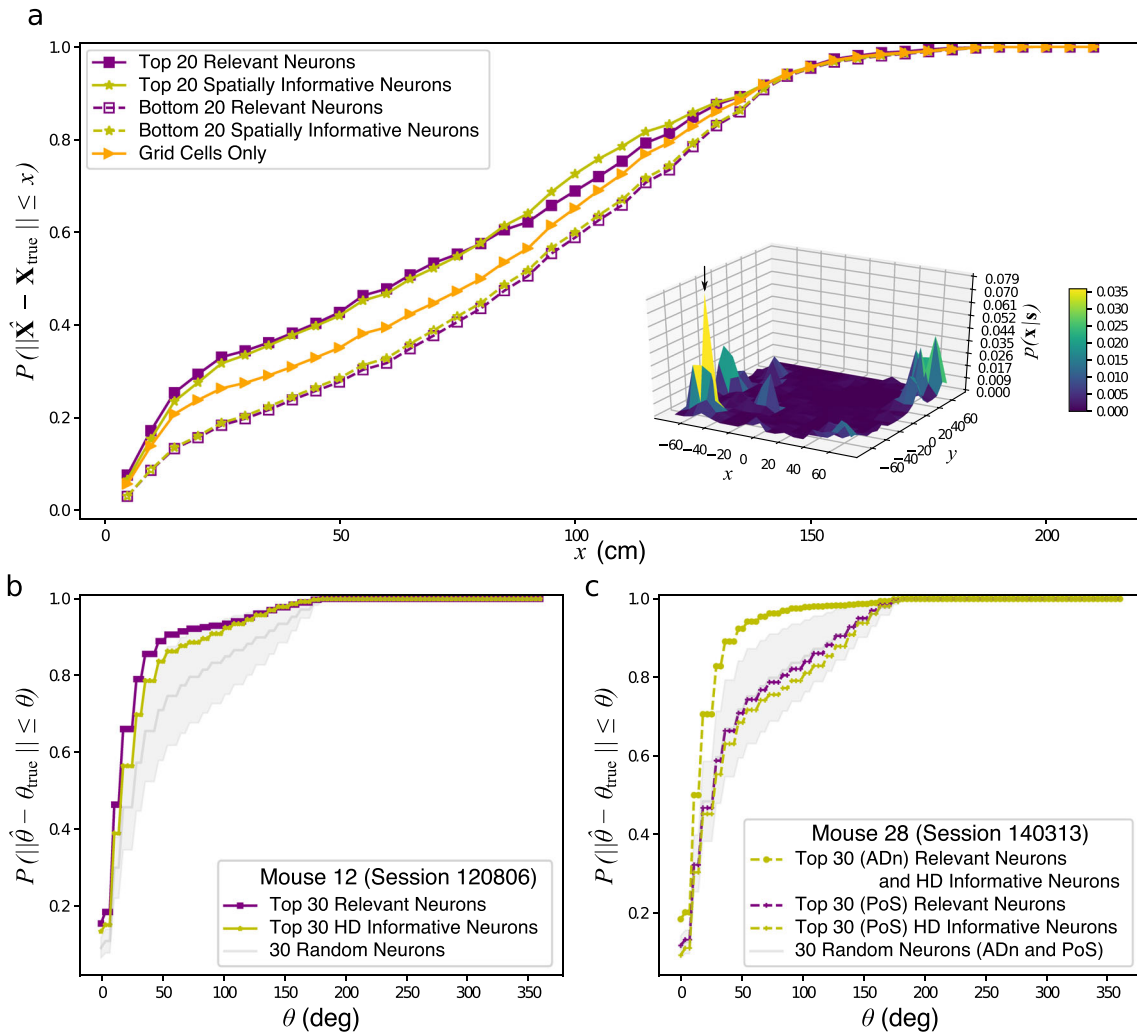 a
1.0
0.8
0.6
0.4
0.2
0.0
P (||X̂ − X_true || ≤ x)
Top 20 Relevant Neurons
Top 20 Spatially Informative Neurons
Bottom 20 Relevant Neurons
Bottom 20 Spatially Informative Neurons
Grid Cells Only
0.079
0.070
0.061
0.052
0.044
0.035
0.026
0.017
0.009
0.000
p(x|s)
0.035
0.030
0.025
0.020
0.015
0.010
0.005
0.000
−60
−40
−20
0
20
40
60
x
−60
−40
−20
0
20
40
60
y
0 50 100 150 200
x (cm)
b
1.0
0.8
0.6
0.4
0.2
P (||θ̂ − θ_true || ≤ θ)
Mouse 12 (Session 120806)
Top 30 Relevant Neurons
Top 30 HD Informative Neurons
30 Random Neurons
0 50 100 150 200 250 300 350
θ (deg)
c
1.0
0.8
0.6
0.4
0.2
P (||θ̂ − θ_true || ≤ θ)
Mouse 28 (Session 140313)
Top 30 (ADn) Relevant Neurons
and HD Informative Neurons
Top 30 (PoS) Relevant Neurons
Top 30 (PoS) HD Informative Neurons
30 Random Neurons (ADn and PoS)
0 50 100 150 200 250 300 350
θ (deg)